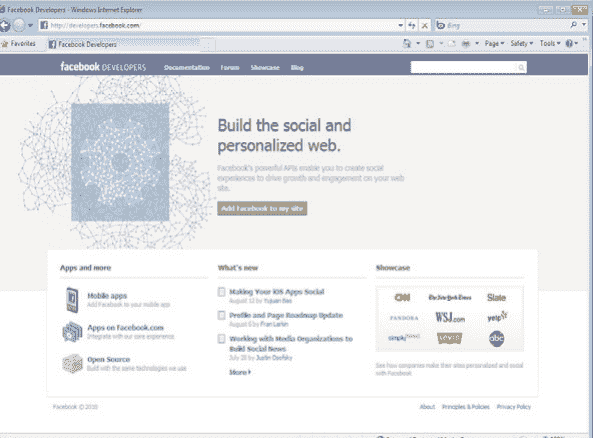 Facebook Developers - Windows Internet Explorer
http://developers.facebook.com/
Bing
Favorites
Facebook Developers
Page
Safety
Tools
facebook DEVELOPERS
Documentation
Forum
Showcase
Blog
Build the social and
personalized web.
Facebook's powerful APIs enable you to create social
experiences to drive growth and engagement on your web
site.
Add Facebook to my site
Apps and more
Mobile apps
Add Facebook to your mobile app
Apps on facebook.com
Integrate with our core experience
Open Source
Build with the same technologies we use
What's new
Making Your iOS Apps Social
August 12 by Yujuan Bao
Profile and Page Roadmap Update
August 6 by Fran Larkin
Working with Media Organizations to
Build Social News
July 28 by Justin Osofsky
More
Showcase
CNN
The New York Times
Slate
PANDORA
WSJ.com
yelp
simply
abc
See how companies make their sites personalized and social
with Facebook
Facebook © 2010
About
Principles & Policies
Privacy Policy